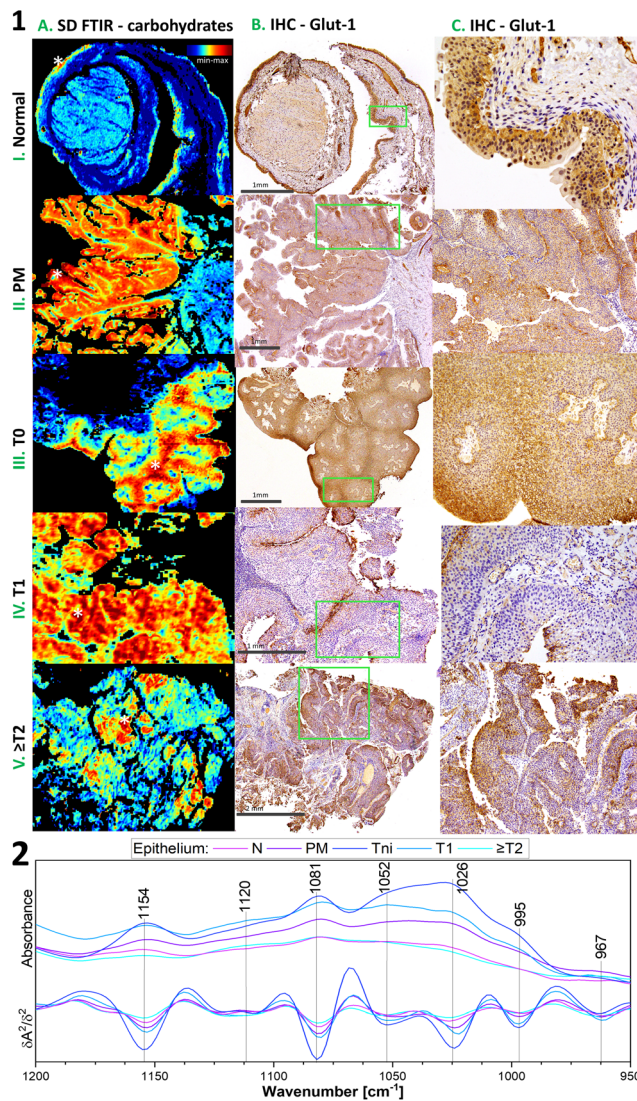 1
A. SD FTIR - carbohydrates
B. IHC - Glut-1
C. IHC - Glut-1
min-max
*
I. Normal
1mm
II. PM
*
1mm
III. T0
*
1mm
IV. T1
*
1 mm
V. ≥T2
*
2 mm
2
Epithelium: N PM Tni T1 ≥T2
1154
1120
1081
1052
1026
995
967
Absorbance
δA²/δ²
1200 1150 1100 1050 1000 950
Wavenumber [cm⁻¹]